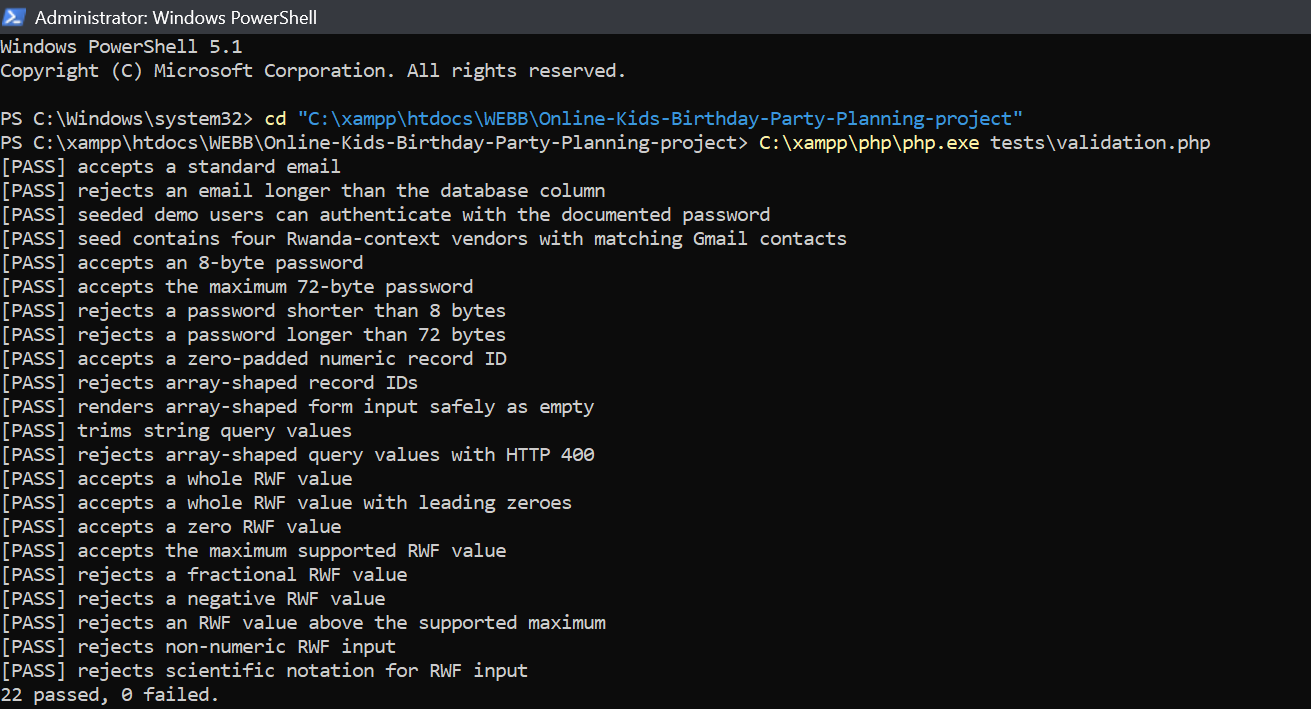 Administrator: Windows PowerShell
Windows PowerShell 5.1
Copyright (C) Microsoft Corporation. All rights reserved.
PS C:\Windows\system32> cd "C:\xampp\htdocs\WEBB\Online-Kids-Birthday-Party-Planning-project"
PS C:\xampp\htdocs\WEBB\Online-Kids-Birthday-Party-Planning-project> C:\xampp\php\php.exe tests\validation.php
[PASS] accepts a standard email
[PASS] rejects an email longer than the database column
[PASS] seeded demo users can authenticate with the documented password
[PASS] seed contains four Rwanda-context vendors with matching Gmail contacts
[PASS] accepts an 8-byte password
[PASS] accepts the maximum 72-byte password
[PASS] rejects a password shorter than 8 bytes
[PASS] rejects a password longer than 72 bytes
[PASS] accepts a zero-padded numeric record ID
[PASS] rejects array-shaped record IDs
[PASS] renders array-shaped form input safely as empty
[PASS] trims string query values
[PASS] rejects array-shaped query values with HTTP 400
[PASS] accepts a whole RWF value
[PASS] accepts a whole RWF value with leading zeroes
[PASS] accepts a zero RWF value
[PASS] accepts the maximum supported RWF value
[PASS] rejects a fractional RWF value
[PASS] rejects a negative RWF value
[PASS] rejects an RWF value above the supported maximum
[PASS] rejects non-numeric RWF input
[PASS] rejects scientific notation for RWF input
22 passed, 0 failed.